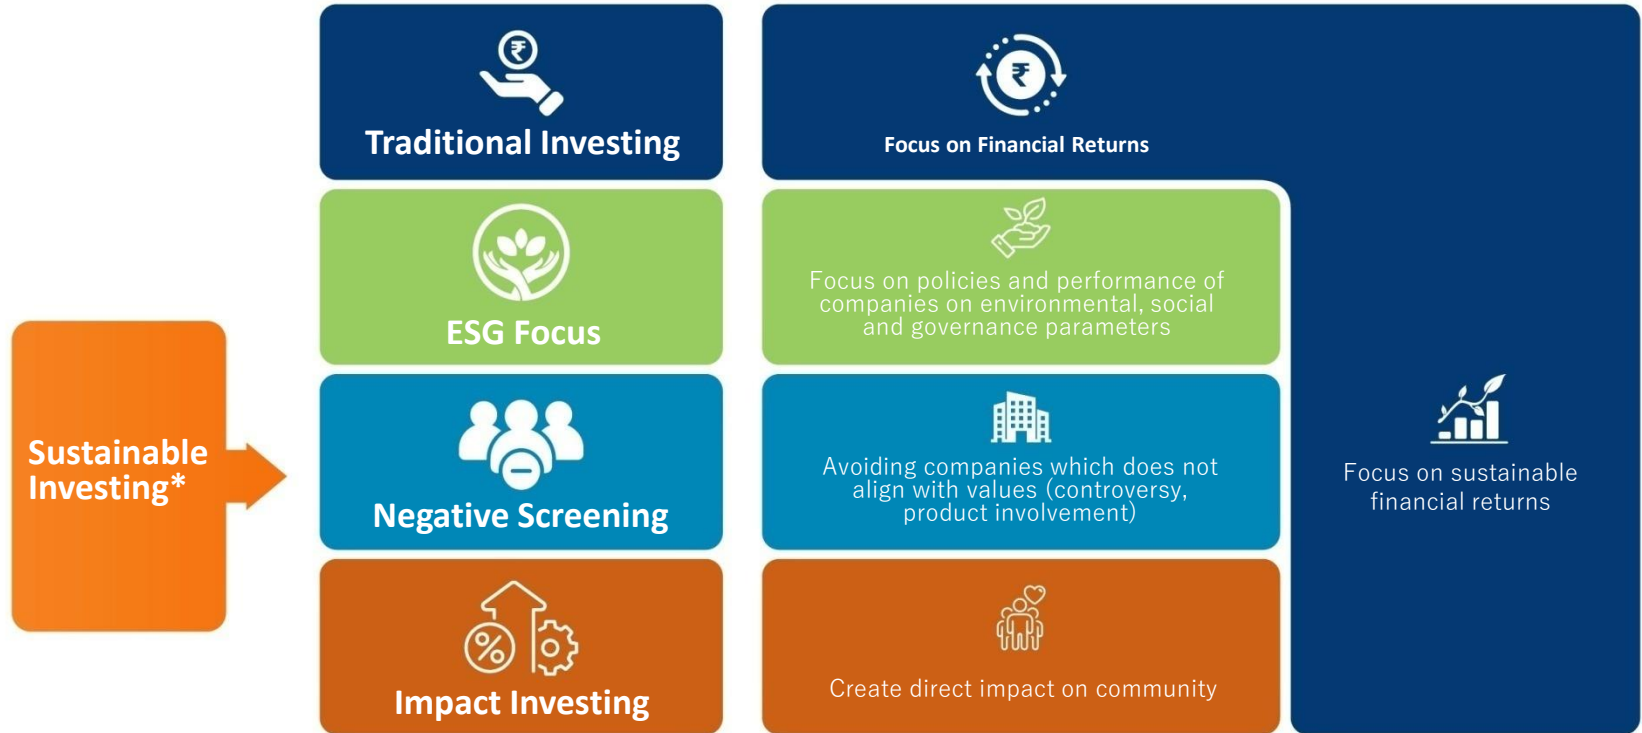 ₹
Traditional Investing
₹
Focus on Financial Returns
ESG Focus
Focus on policies and performance of
companies on environmental, social
and governance parameters
Sustainable
Investing*
Negative Screening
Avoiding companies which does not
align with values (controversy,
product involvement)
Focus on sustainable
financial returns
%
Impact Investing
Create direct impact on community